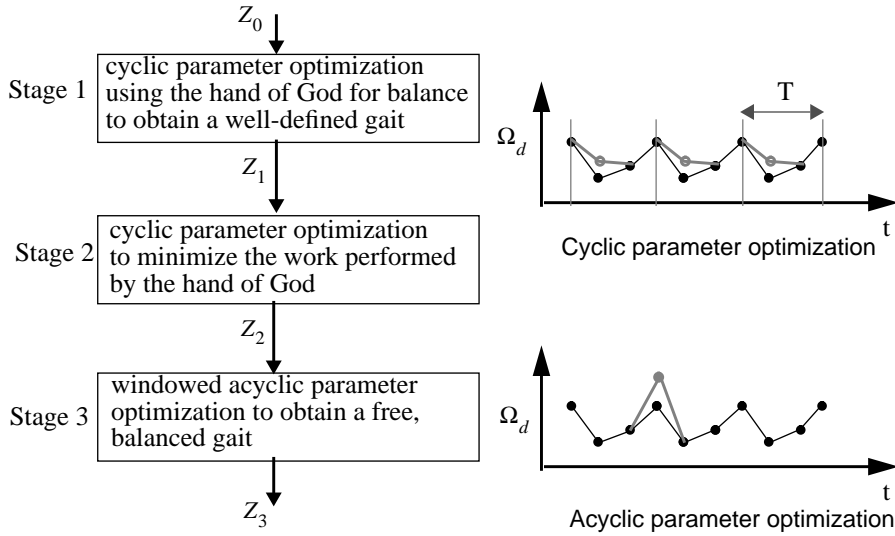 Z0
Stage 1
cyclic parameter optimization
using the hand of God for balance
to obtain a well-defined gait
Z1
Stage 2
cyclic parameter optimization
to minimize the work performed
by the hand of God
Z2
Stage 3
windowed acyclic parameter
optimization to obtain a free,
balanced gait
Z3
T
Ωd
t
Cyclic parameter optimization
Ωd
t
Acyclic parameter optimization